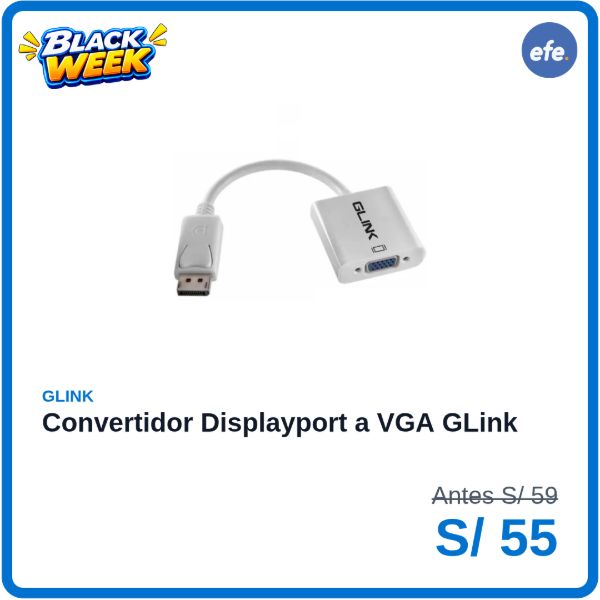 BLACK
WEEK
efe.
GLINK
GLINK
Convertidor Displayport a VGA GLink
Antes S/ 59
S/ 55